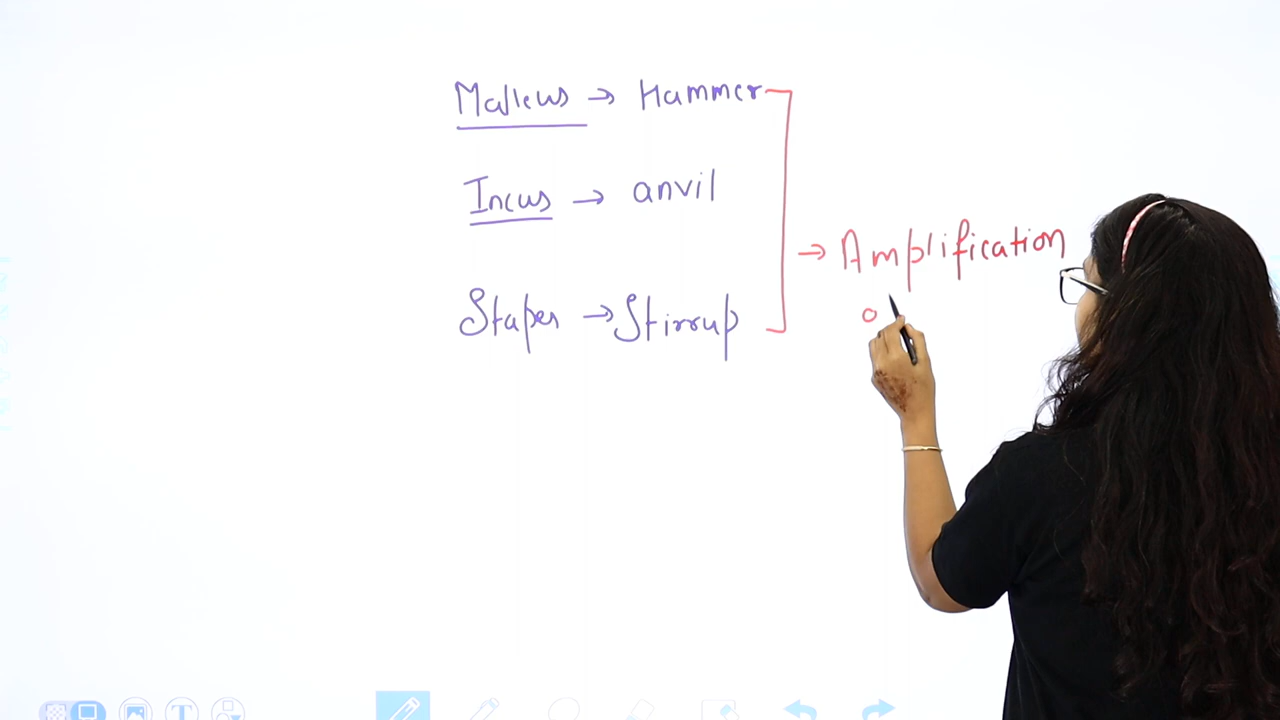 Malleus → Hammer
Incus → anvil
Stapes → Stirrup
→ Amplification
o
T